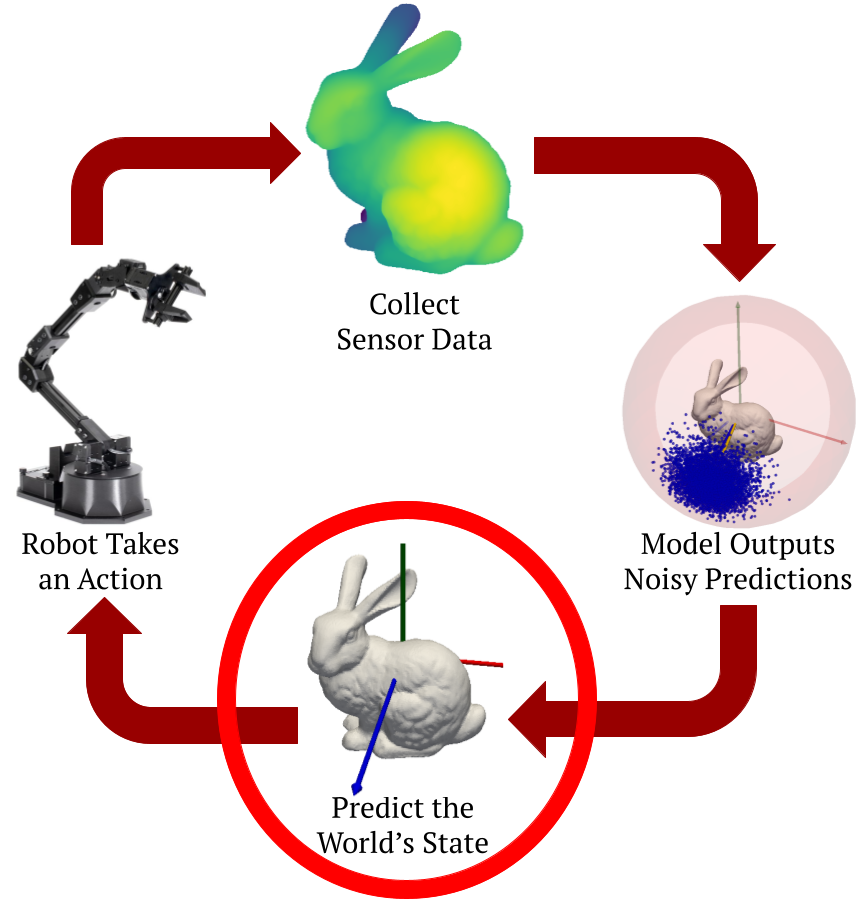 Collect
Sensor Data
Model Outputs
Noisy Predictions
Predict the
World’s State
Robot Takes
an Action